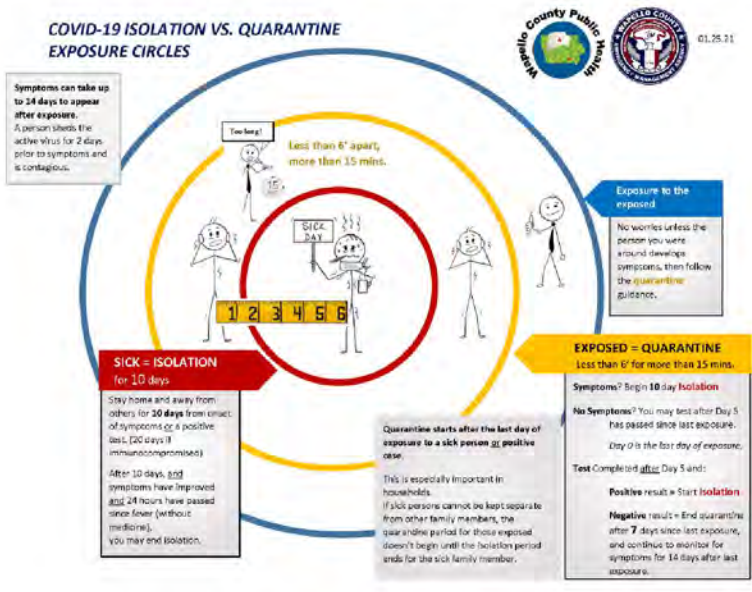 COVID-19 ISOLATION VS. QUARANTINE
EXPOSURE CIRCLES
Wapello County Public Health
WAPELLO COUNTY
EMERGENCY MANAGEMENT AGENCY
01.25.21
Symptoms can take up
to 14 days to appear
after exposure.
A person sheds the
active virus for 2 days
prior to symptoms and
is contagious.
Too long!
15
Less than 6' apart,
more than 15 mins.
SICK
DAY
1 2 3 4 5 6
Exposure to the
exposed
No worries unless the
person you were
around develops
symptoms, then follow
the quarantine
guidance.
SICK = ISOLATION
for 10 days
Stay home and away from
others for 10 days from onset
of symptoms or a positive
test. (20 days if
immunocompromised)
After 10 days, and
symptoms have improved
and 24 hours have passed
since fever (without
medicine),
you may end isolation.
Quarantine starts after the last day of
exposure to a sick person or positive
case.
This is especially important in
households.
If sick persons cannot be kept separate
from other family members, the
quarantine period for those exposed
doesn't begin until the isolation period
ends for the sick family member.
EXPOSED = QUARANTINE
Less than 6' for more than 15 mins.
Symptoms? Begin 10 day Isolation
No Symptoms? You may test after Day 5
has passed since last exposure.
Day 0 is the last day of exposure.
Test Completed after Day 5 and:
Positive result = Start Isolation
Negative result = End quarantine
after 7 days since last exposure,
and continue to monitor for
symptoms for 14 days after last
exposure.